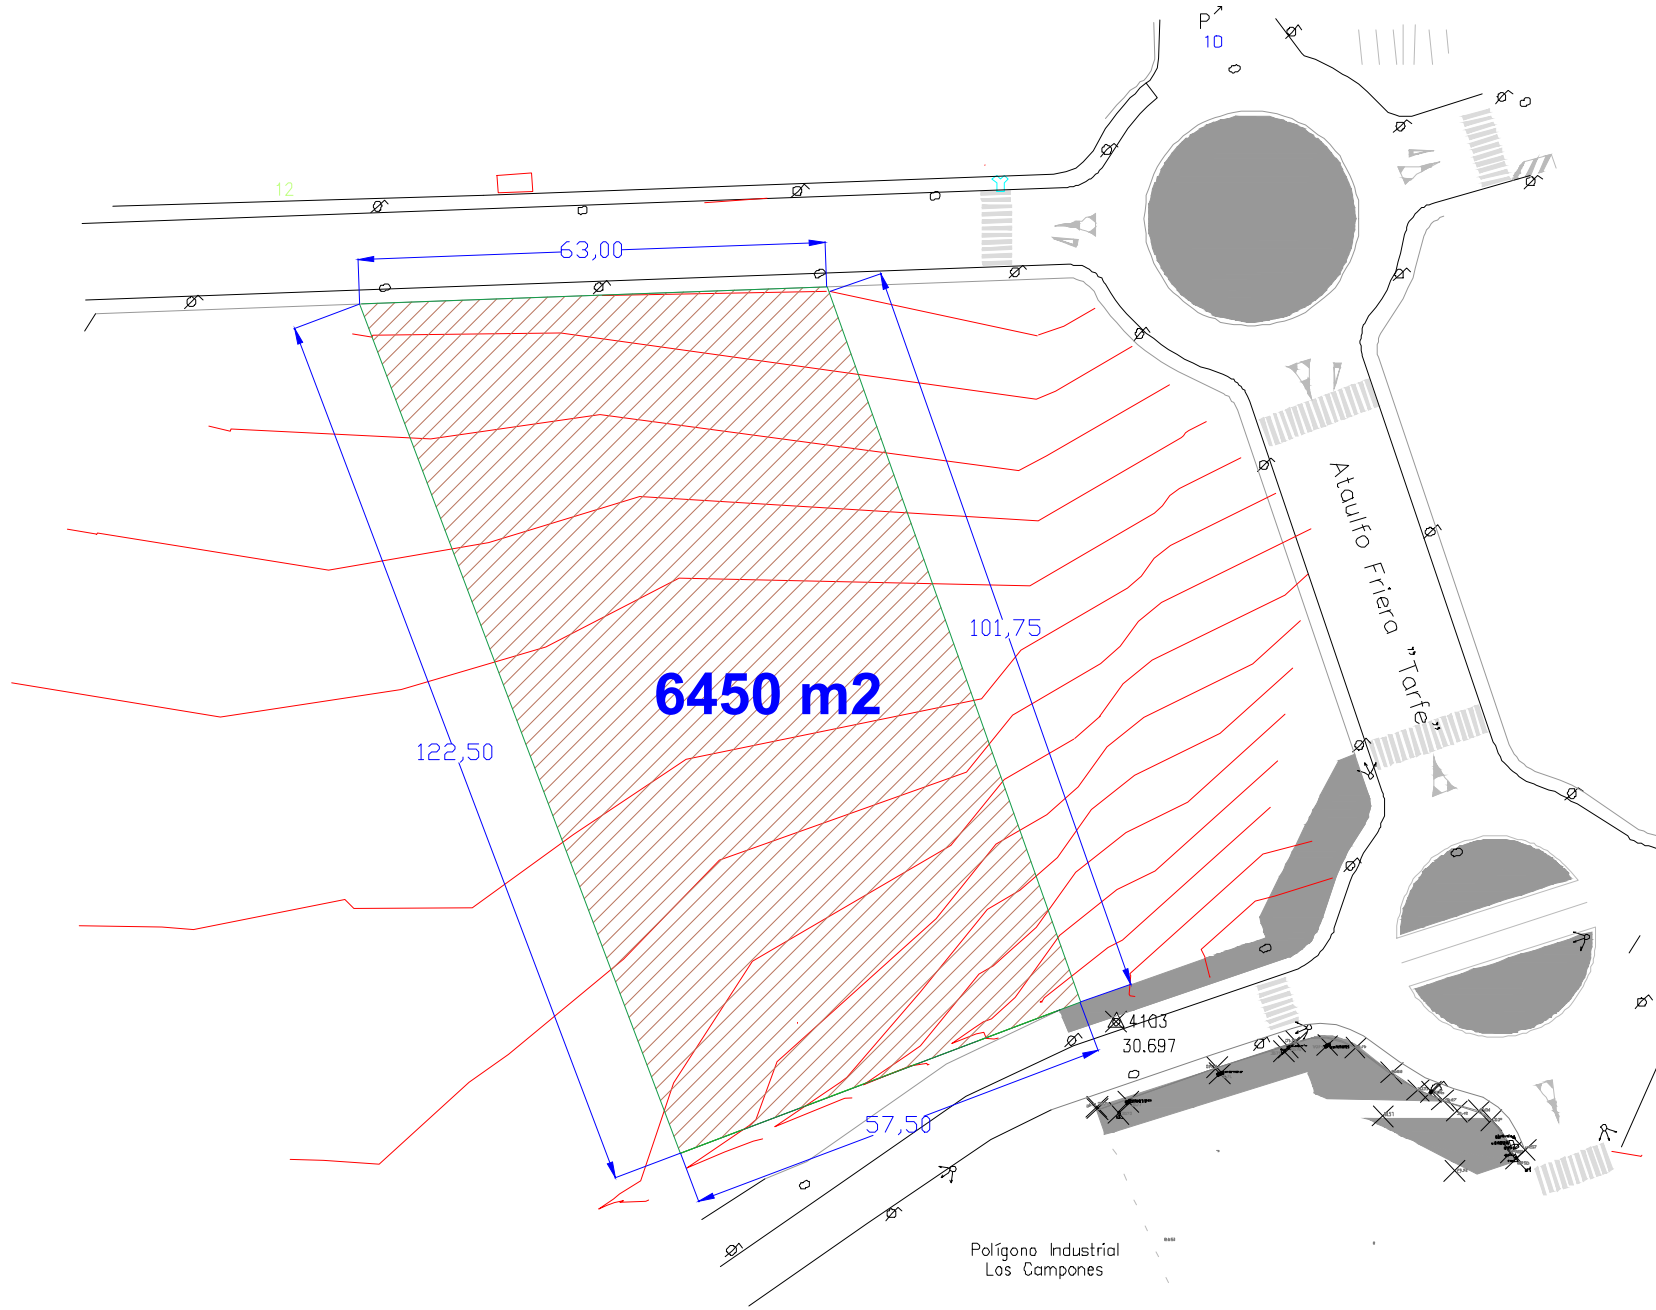 P
10
12
63,00
Ataulfo Friera "Tarfe"
101,75
6450 m2
122,50
4103
30.697
57,50
Polígono Industrial
Los Campones